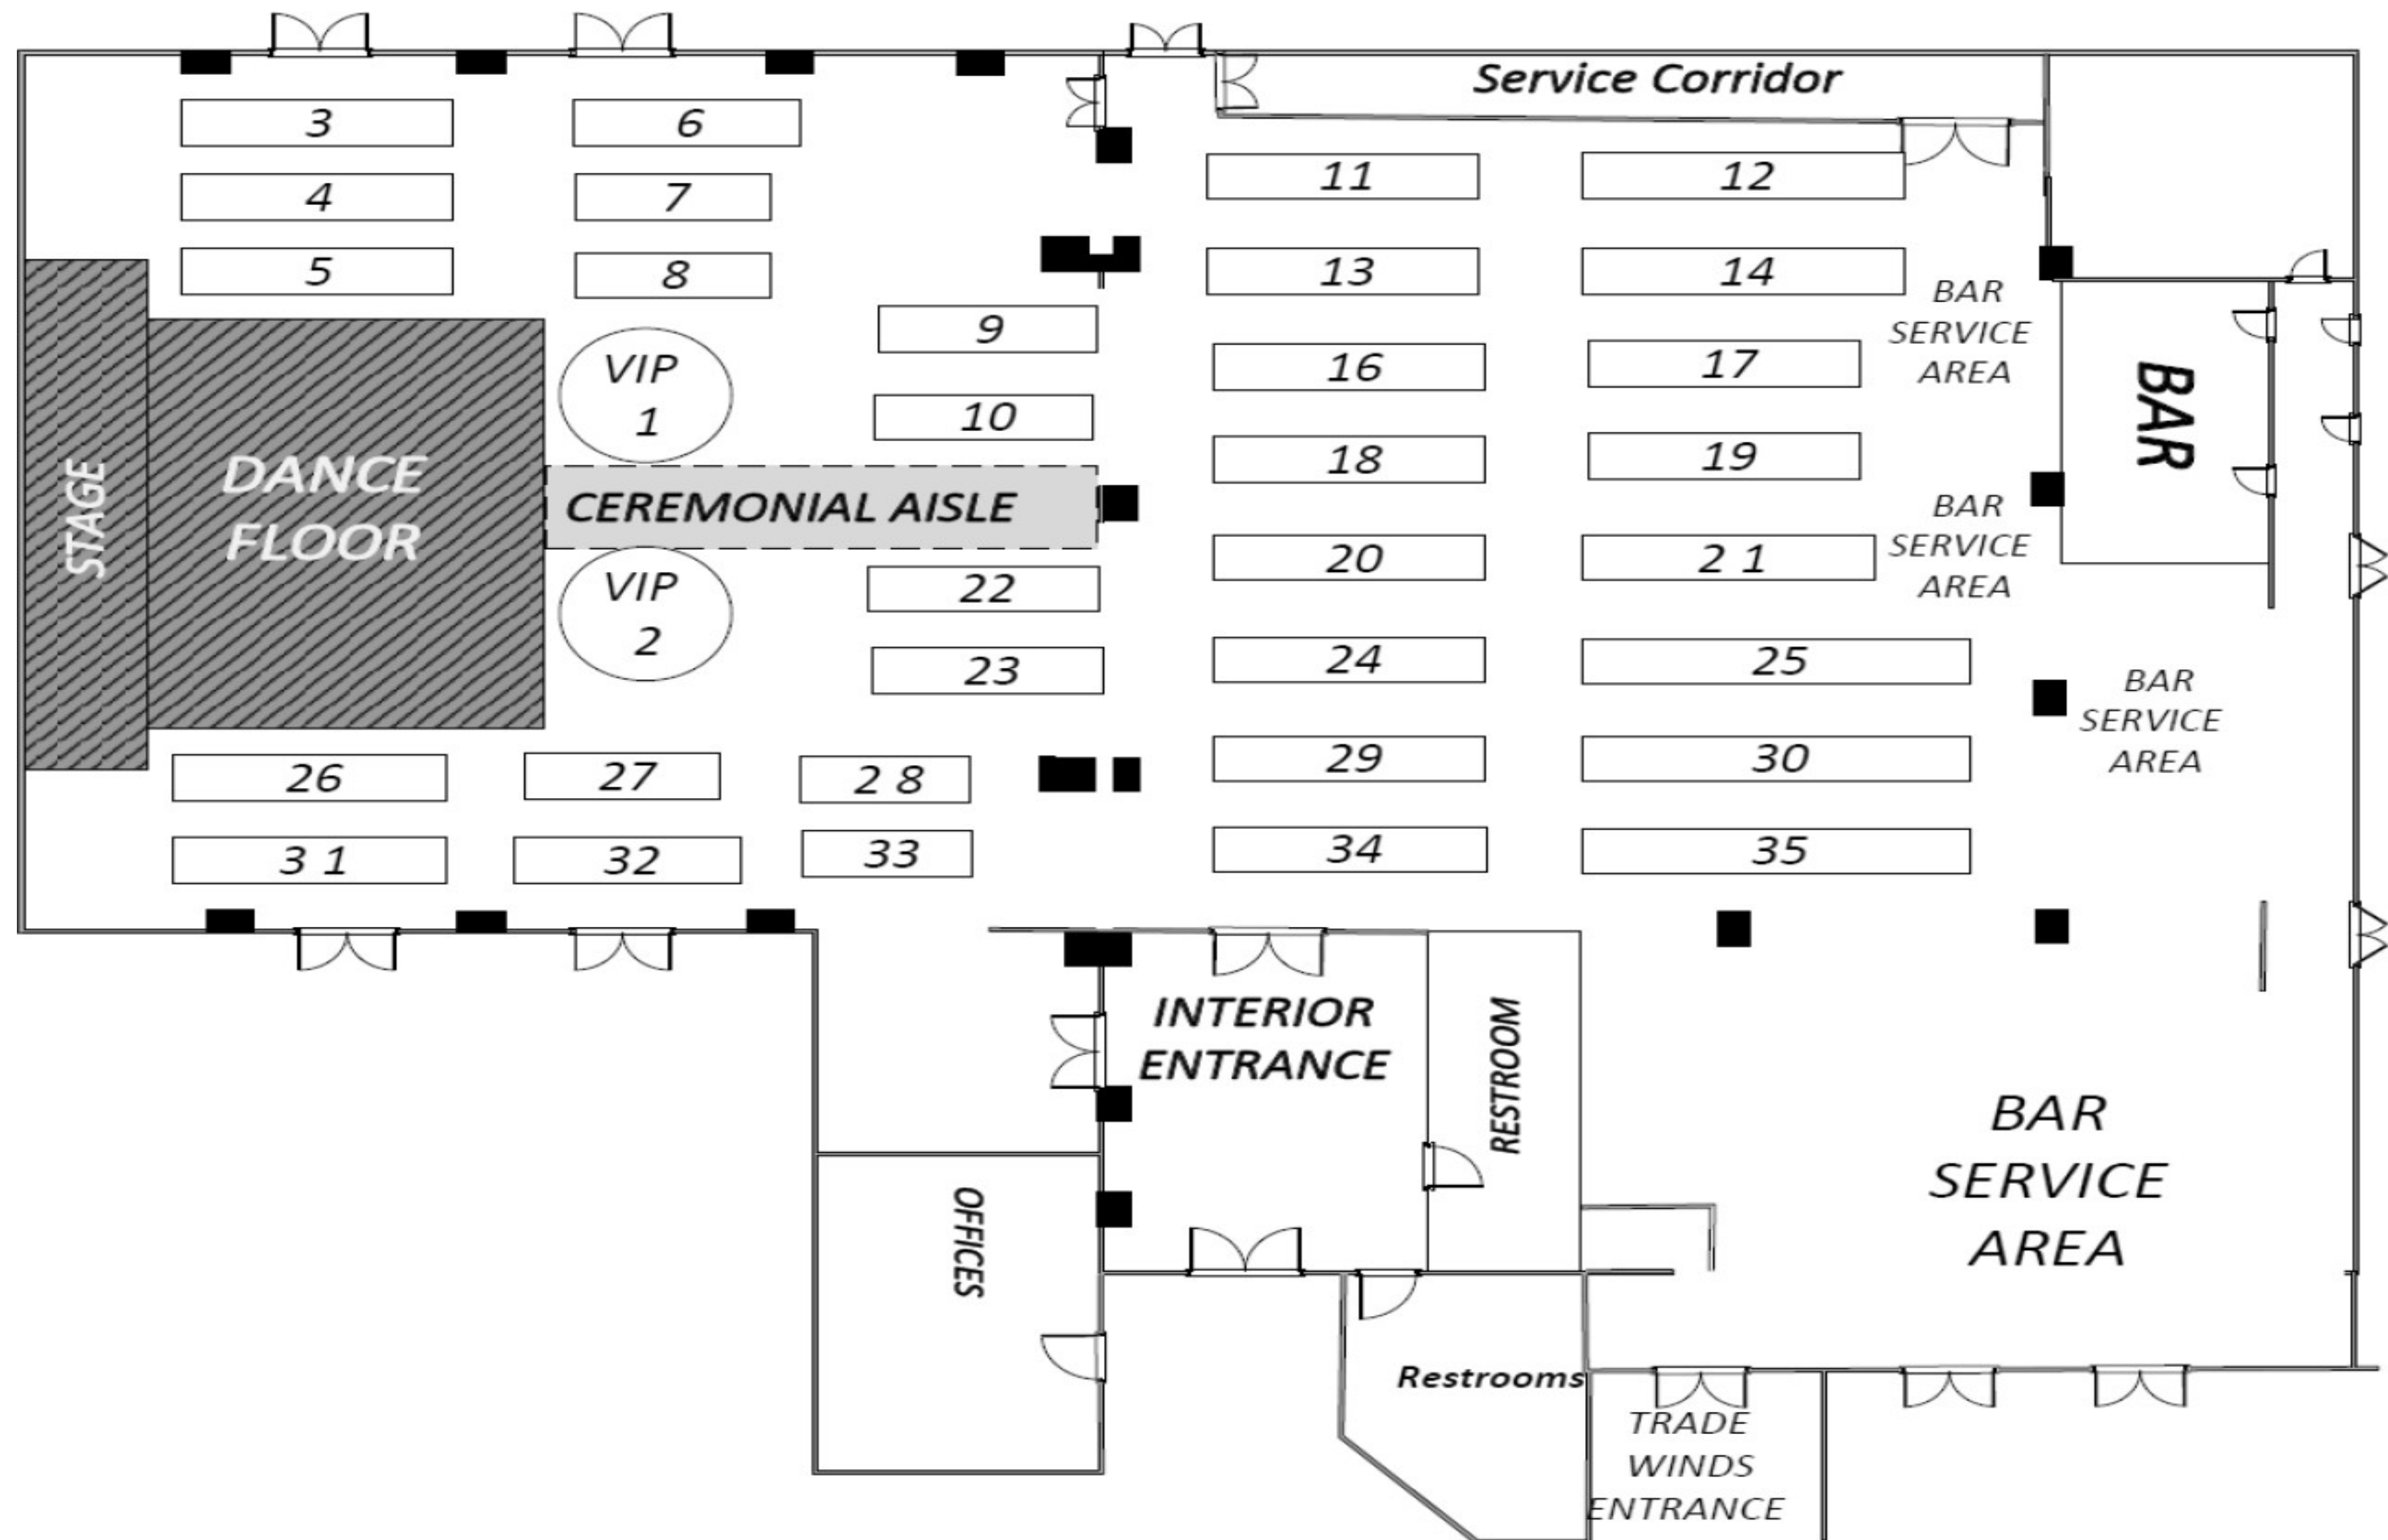 Service Corridor
3
6
4
7
11
12
5
8
13
14
BAR
SERVICE
AREA
9
VIP
1
16
17
10
BAR
18
19
STAGE
DANCE
FLOOR
CEREMONIAL AISLE
BAR
SERVICE
AREA
20
2 1
VIP
2
22
23
24
25
BAR
SERVICE
AREA
26
27
2 8
29
30
3 1
32
33
34
35
INTERIOR
ENTRANCE
RESTROOM
BAR
SERVICE
AREA
OFFICES
Restrooms
TRADE
WINDS
ENTRANCE